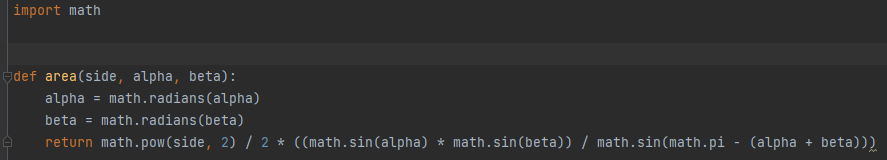 import math
def area(side, alpha, beta):
    alpha = math.radians(alpha)
    beta = math.radians(beta)
    return math.pow(side, 2) / 2 * ((math.sin(alpha) * math.sin(beta)) / math.sin(math.pi - (alpha + beta)))